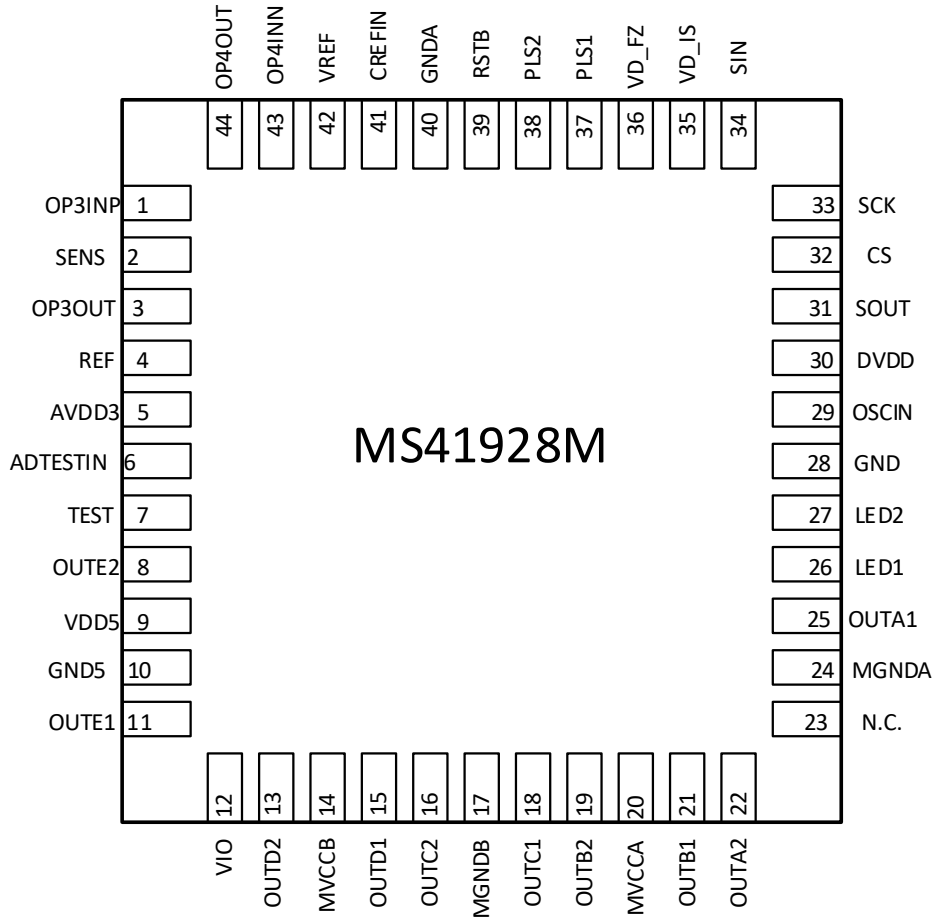 OP4OUT OP4INN VREF CREFIN GNDA RSTB PLS2 PLS1 VD_FZ VD_IS SIN
44 43 42 41 40 39 38 37 36 35 34
OP3INP 1 33 SCK
SENS 2 32 CS
OP3OUT 3 31 SOUT
REF 4 30 DVDD
AVDD3 5 29 OSCIN
MS41928M
ADTESTIN 6 28 GND
TEST 7 27 LED2
OUTE2 8 26 LED1
VDD5 9 25 OUTA1
GND5 10 24 MGNDA
OUTE1 11 23 N.C.
12 13 14 15 16 17 18 19 20 21 22
VIO OUTD2 MVCCB OUTD1 OUTC2 MGNDB OUTC1 OUTB2 MVCCA OUTB1 OUTA2